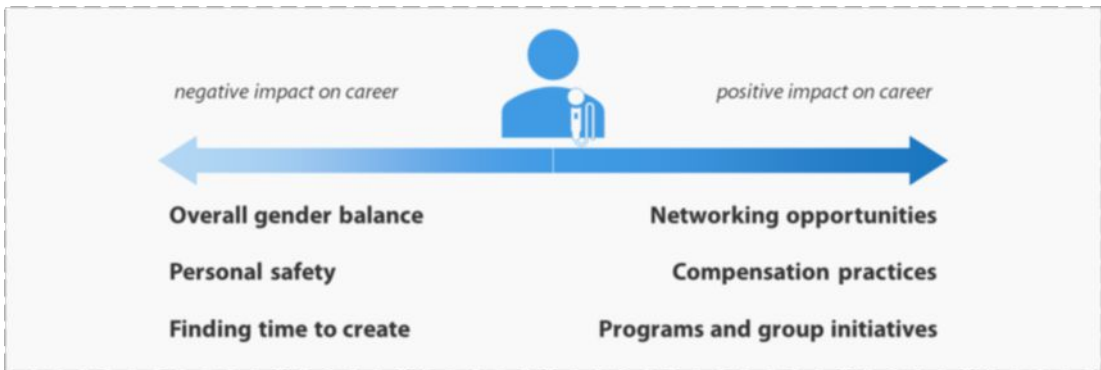 negative impact on career
positive impact on career
Overall gender balance
Networking opportunities
Personal safety
Compensation practices
Finding time to create
Programs and group initiatives